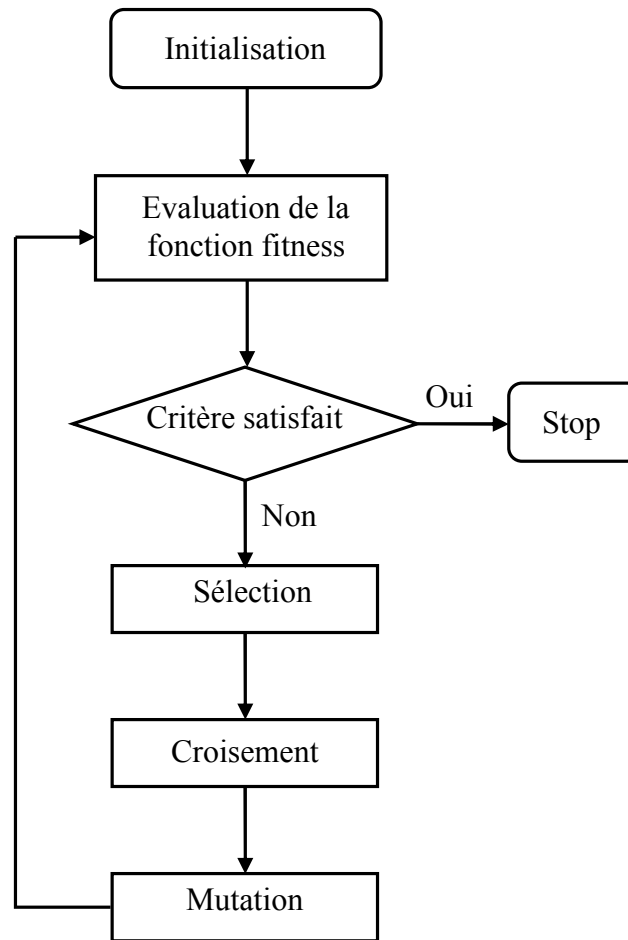 Initialisation
Evaluation de la
fonction fitness
Critère satisfait
Oui
Stop
Non
Sélection
Croisement
Mutation